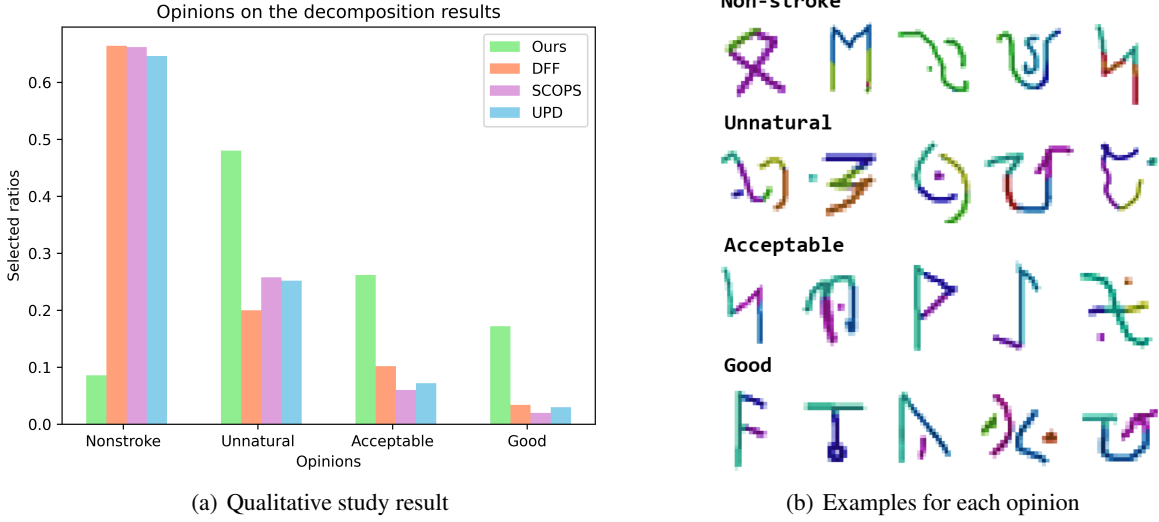 Opinions on the decomposition results
Selected ratios
0.0
0.1
0.2
0.3
0.4
0.5
0.6
Ours
DFF
SCOPS
UPD
Nonstroke Unnatural Acceptable Good
Opinions
(a) Qualitative study result
Non-stroke
Unnatural
Acceptable
Good
(b) Examples for each opinion